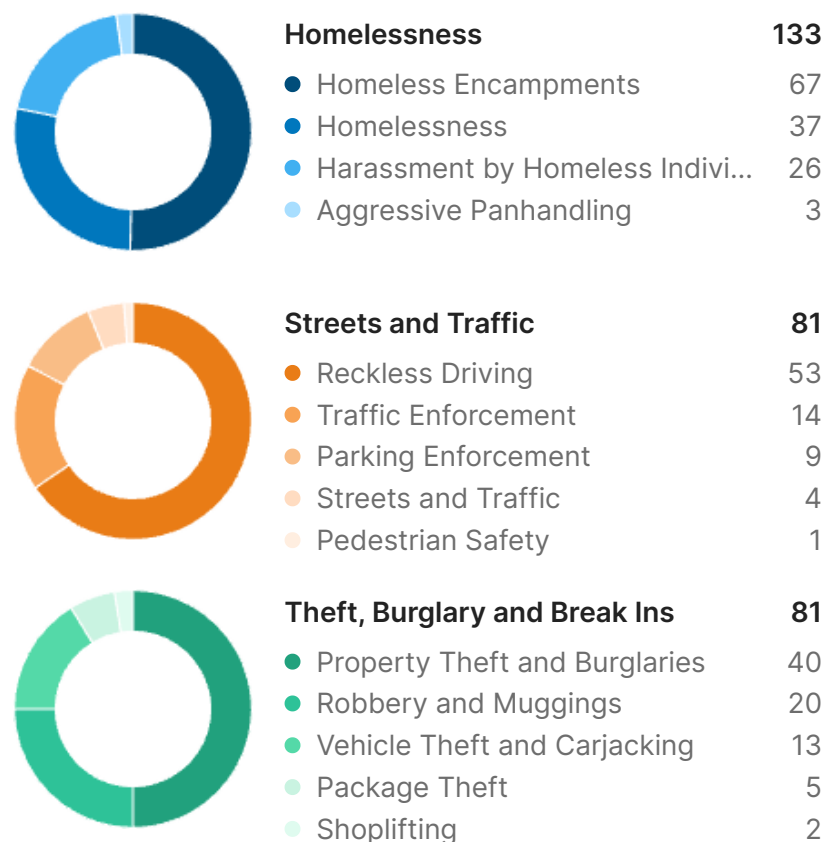 Homelessness 133
Homeless Encampments 67
Homelessness 37
Harassment by Homeless Indivi... 26
Aggressive Panhandling 3
Streets and Traffic 81
Reckless Driving 53
Traffic Enforcement 14
Parking Enforcement 9
Streets and Traffic 4
Pedestrian Safety 1
Theft, Burglary and Break Ins 81
Property Theft and Burglaries 40
Robbery and Muggings 20
Vehicle Theft and Carjacking 13
Package Theft 5
Shoplifting 2